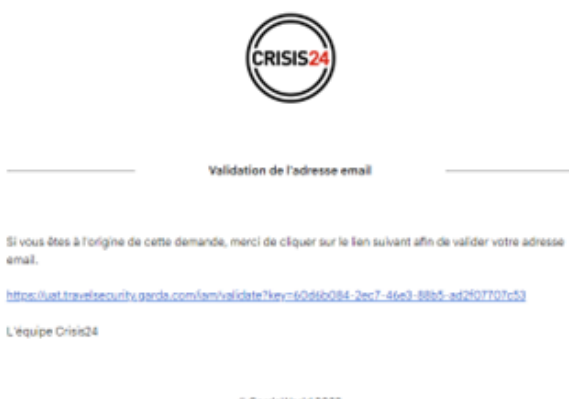 CRISIS24
Validation de l'adresse email
Si vous êtes à l'origine de cette demande, merci de cliquer sur le lien suivant afin de valider votre adresse
email.
https://uat.travelsecurity.garda.com/iam/validate?key=60d6b084-2ec7-46e3-88b5-ad2f07707c53
L'équipe Crisis24